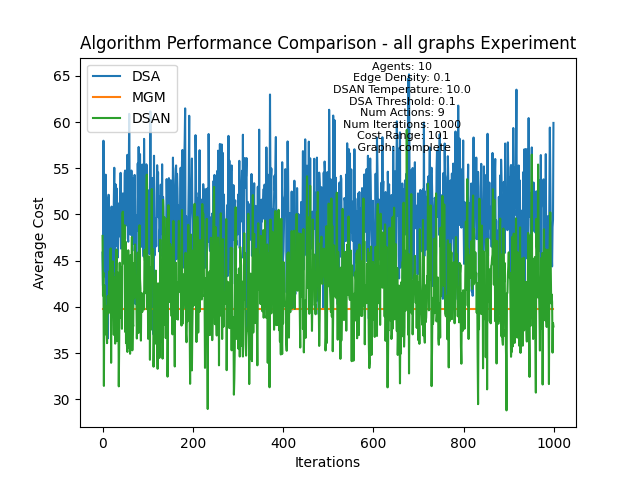 Algorithm Performance Comparison - all graphs Experiment
DSA
MGM
DSAN
Agents: 10
Edge Density: 0.1
DSAN Temperature: 10.0
DSA Threshold: 0.1
Num Actions: 9
Num Iterations: 1000
Cost Range: 101
Graph: complete
Average Cost
65
60
55
50
45
40
35
30
0
200
400
600
800
1000
Iterations